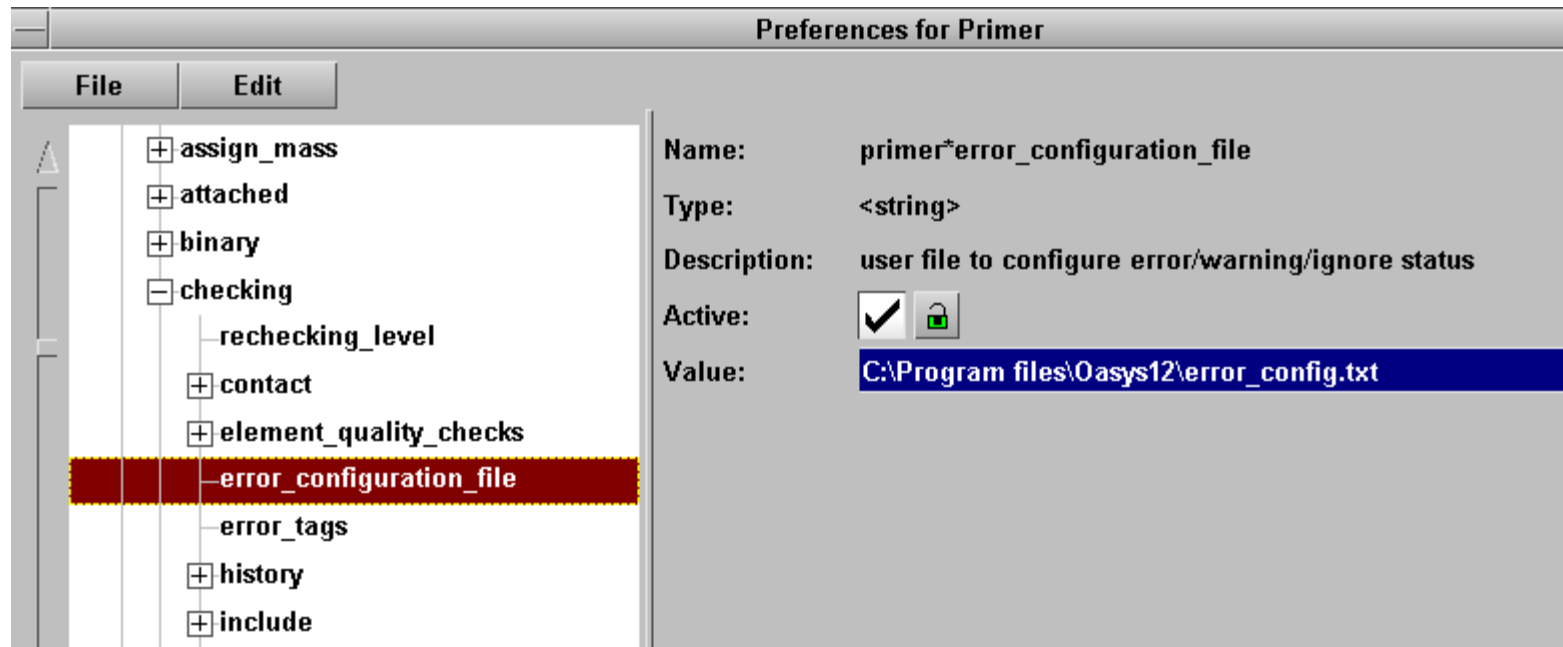 Preferences for Primer
File Edit
assign_mass
attached
binary
checking
rechecking_level
contact
element_quality_checks
error_configuration_file
error_tags
history
include
Name: primer*error_configuration_file
Type: <string>
Description: user file to configure error/warning/ignore status
Active:
Value: C:\Program files\Oasys12\error_config.txt